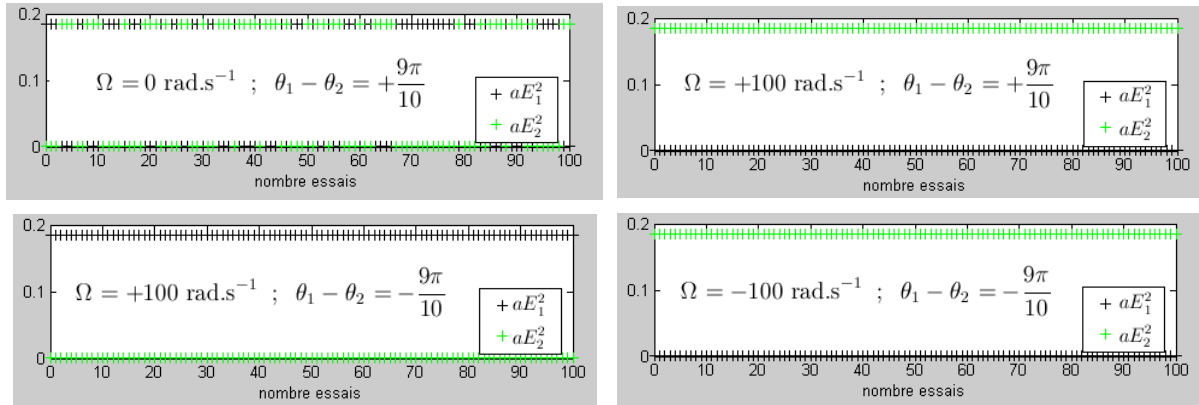 0.2
0.1
0
Ω = 0 rad.s⁻¹ ; θ₁ − θ₂ = +9π/10
+ aE₁²
+ aE₂²
0 10 20 30 40 50 60 70 80 90 100
nombre essais
0.2
0.1
0
Ω = +100 rad.s⁻¹ ; θ₁ − θ₂ = +9π/10
+ aE₁²
+ aE₂²
0 10 20 30 40 50 60 70 80 90 100
nombre essais
0.2
0.1
0
Ω = +100 rad.s⁻¹ ; θ₁ − θ₂ = −9π/10
+ aE₁²
+ aE₂²
0 10 20 30 40 50 60 70 80 90 100
nombre essais
0.2
0.1
0
Ω = −100 rad.s⁻¹ ; θ₁ − θ₂ = −9π/10
+ aE₁²
+ aE₂²
0 10 20 30 40 50 60 70 80 90 100
nombre essais